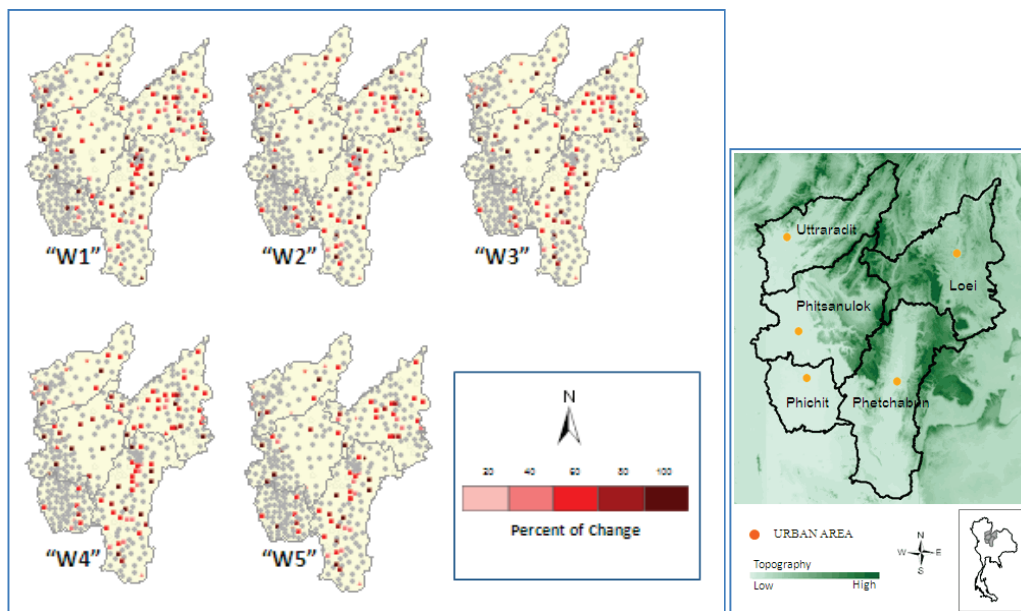 “W1”
“W2”
“W3”
“W4”
“W5”
N
20 40 60 80 100
Percent of Change
Uttraradit
Loei
Phitsanulok
Phichit
Phetchabun
URBAN AREA
Topography
Low High
N
W E
S